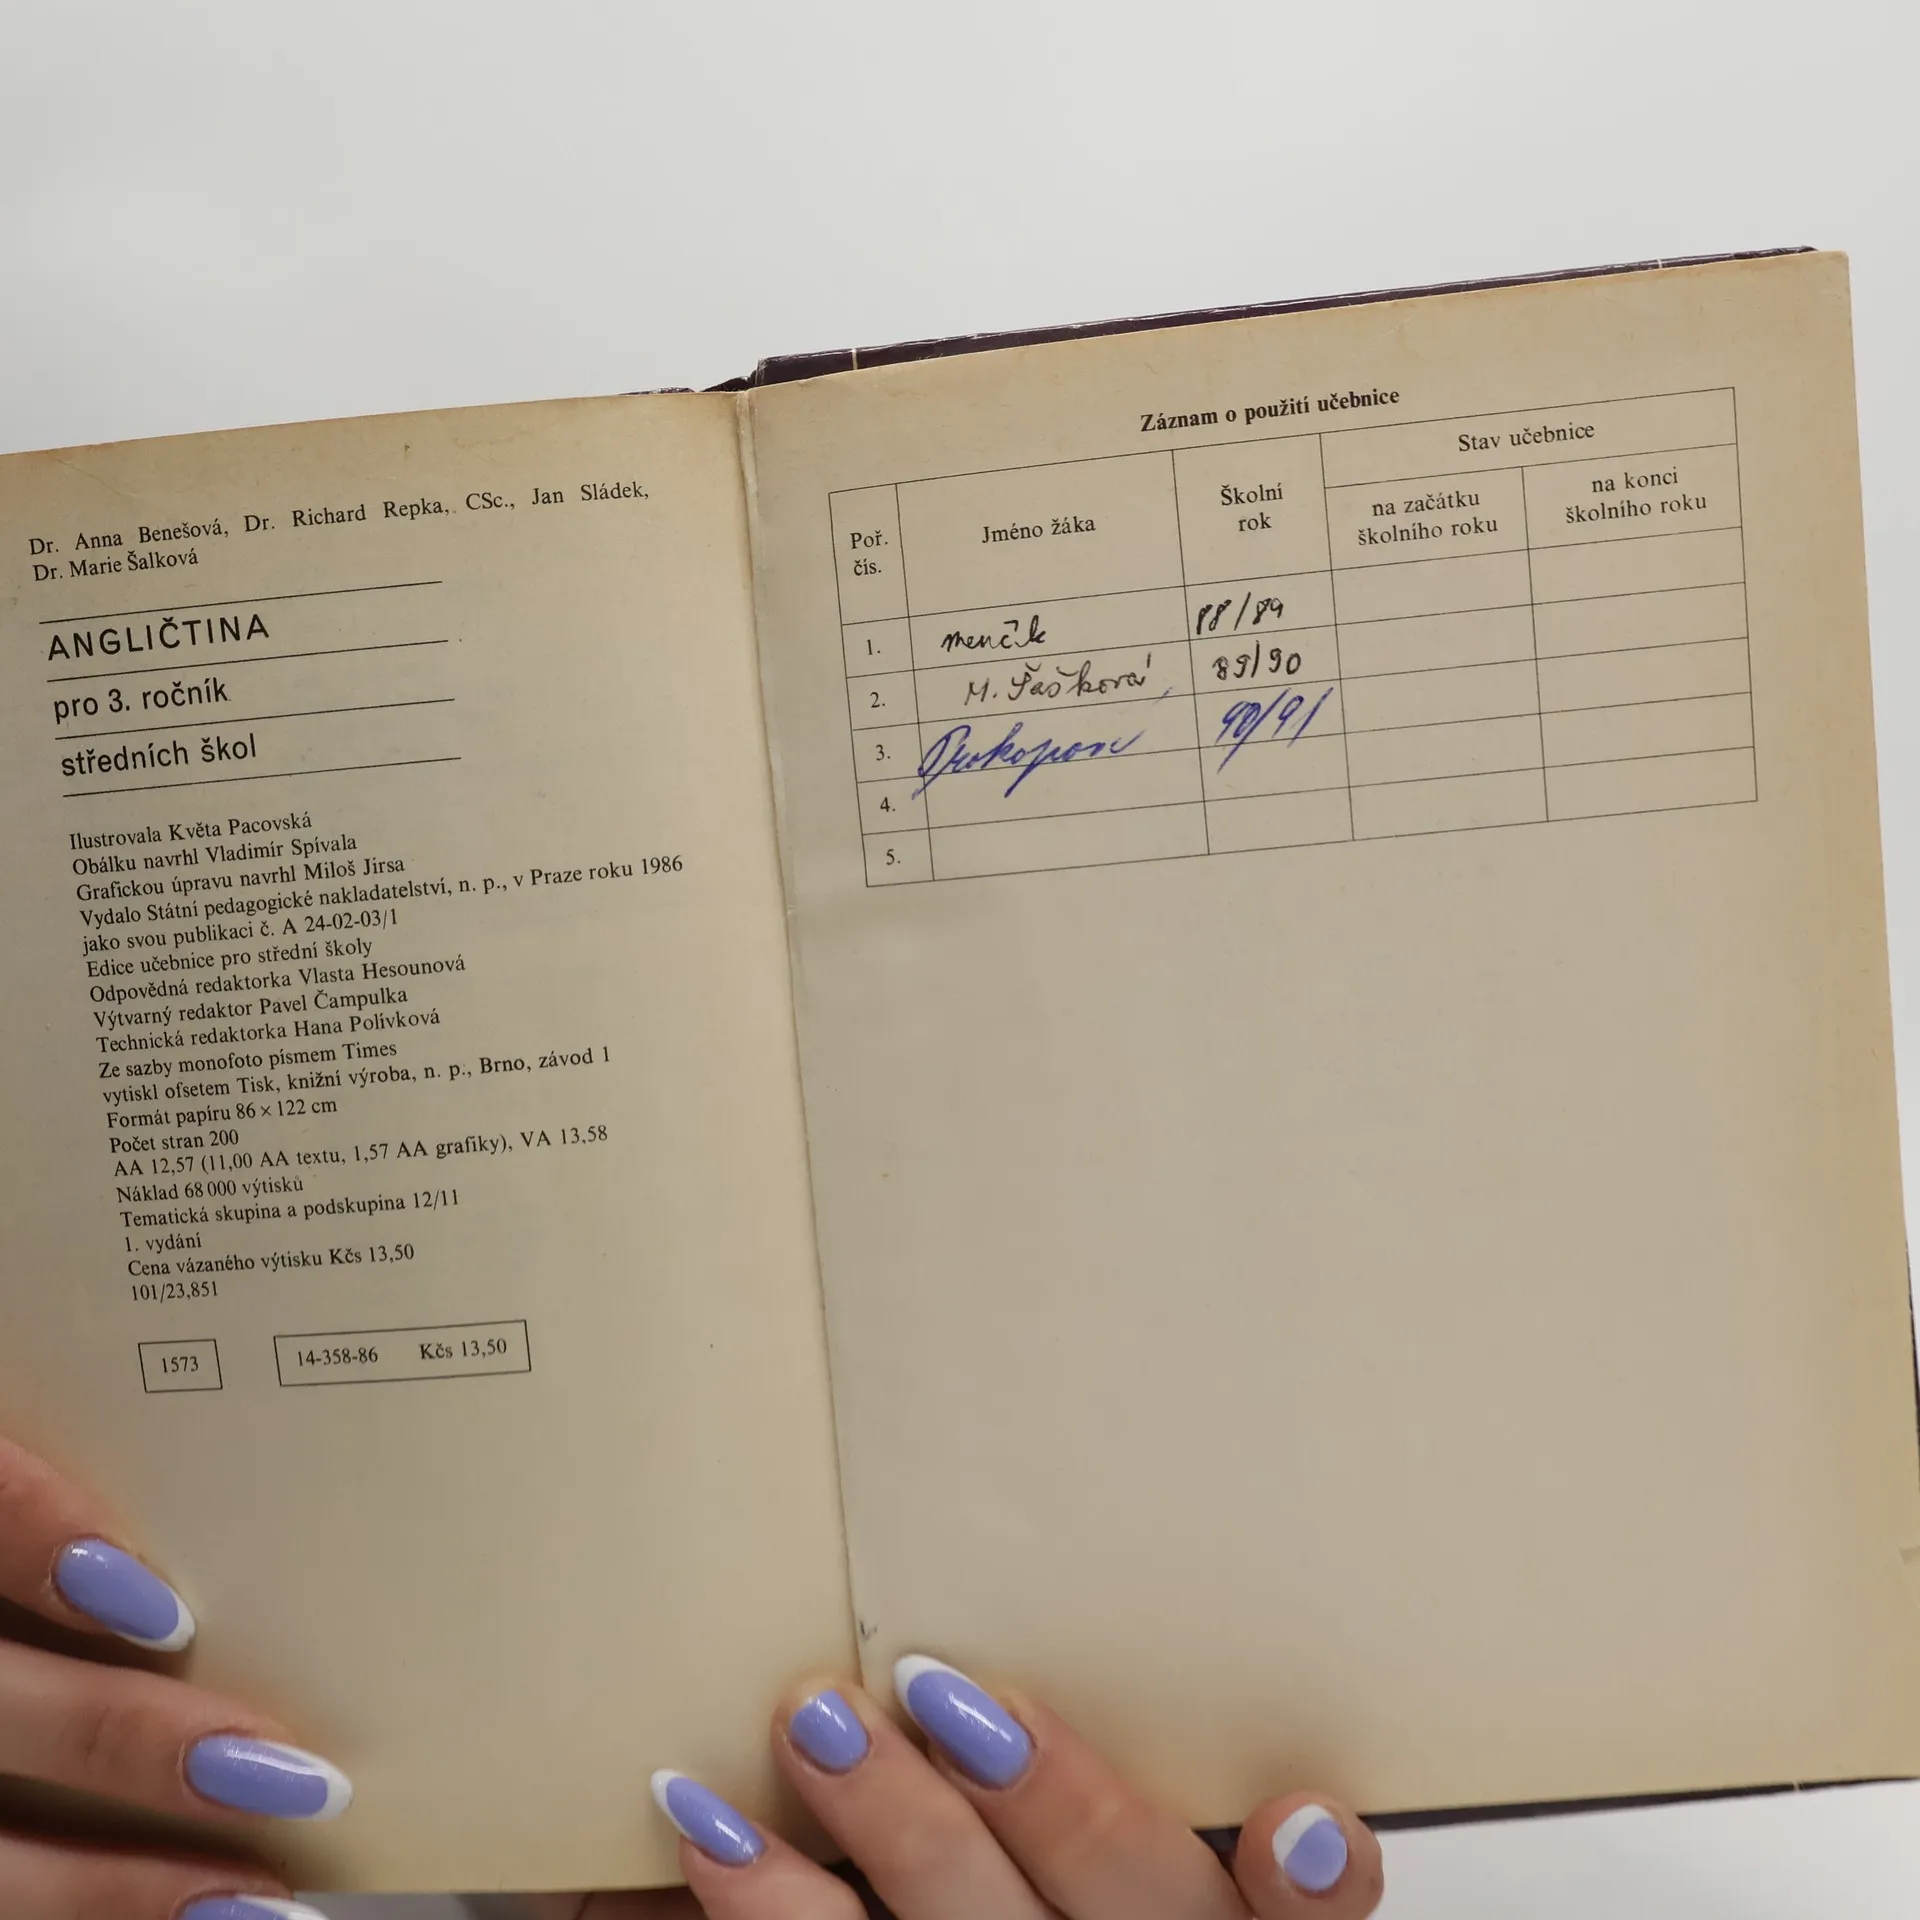 Dr. Anna Benešová, Dr. Richard Repka, CSc., Jan Sládek,
Dr. Marie Šalková
ANGLIČTINA
pro 3. ročník
středních škol
Ilustrovala Květa Pacovská
Obálku navrhl Vladimír Spívala
Grafickou úpravu navrhl Miloš Jirsa
Vydalo Státní pedagogické nakladatelství, n. p., v Praze roku 1986
jako svou publikaci č. A 24-02-03/1
Edice učebnice pro střední školy
Odpovědná redaktorka Vlasta Hesounová
Výtvarný redaktor Pavel Čampulka
Technická redaktorka Hana Polívková
Ze sazby monofoto písmem Times
vytiskl ofsetem Tisk, knižní výroba, n. p., Brno, závod 1
Formát papíru 86 × 122 cm
Počet stran 200
AA 12,57 (11,00 AA textu, 1,57 AA grafiky), VA 13,58
Náklad 68 000 výtisků
Tematická skupina a podskupina 12/11
1. vydání
Cena vázaného výtisku Kčs 13,50
101/23,851
1573
14-358-86 Kčs 13,50
Záznam o použití učebnice
Poř.
čís.
Jméno žáka
Školní
rok
Stav učebnice
na začátku
školního roku
na konci
školního roku
1. menčík 88/89
2. M. Šašková 89/90
3. 90/91
4.
5.